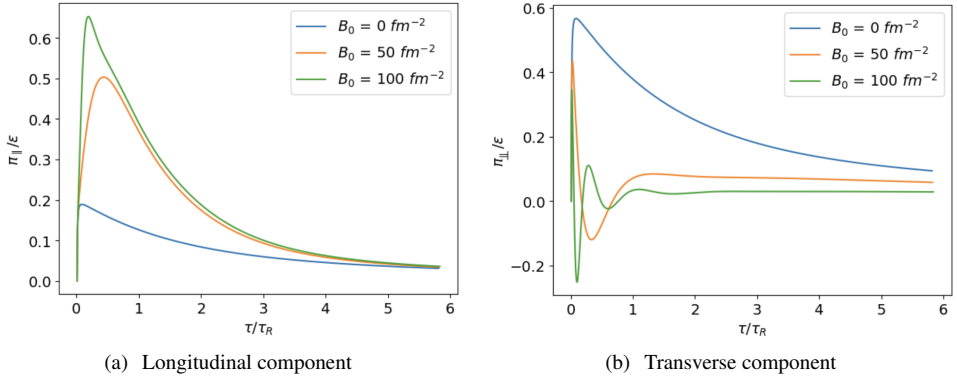 0.6
0.5
0.4
0.3
0.2
0.1
0.0
π∥/ε
B₀ = 0 fm⁻²
B₀ = 50 fm⁻²
B₀ = 100 fm⁻²
0 1 2 3 4 5 6
τ/τ_R
(a) Longitudinal component
0.6
0.4
0.2
0.0
−0.2
π⫫/ε
B₀ = 0 fm⁻²
B₀ = 50 fm⁻²
B₀ = 100 fm⁻²
0 1 2 3 4 5 6
τ/τ_R
(b) Transverse component